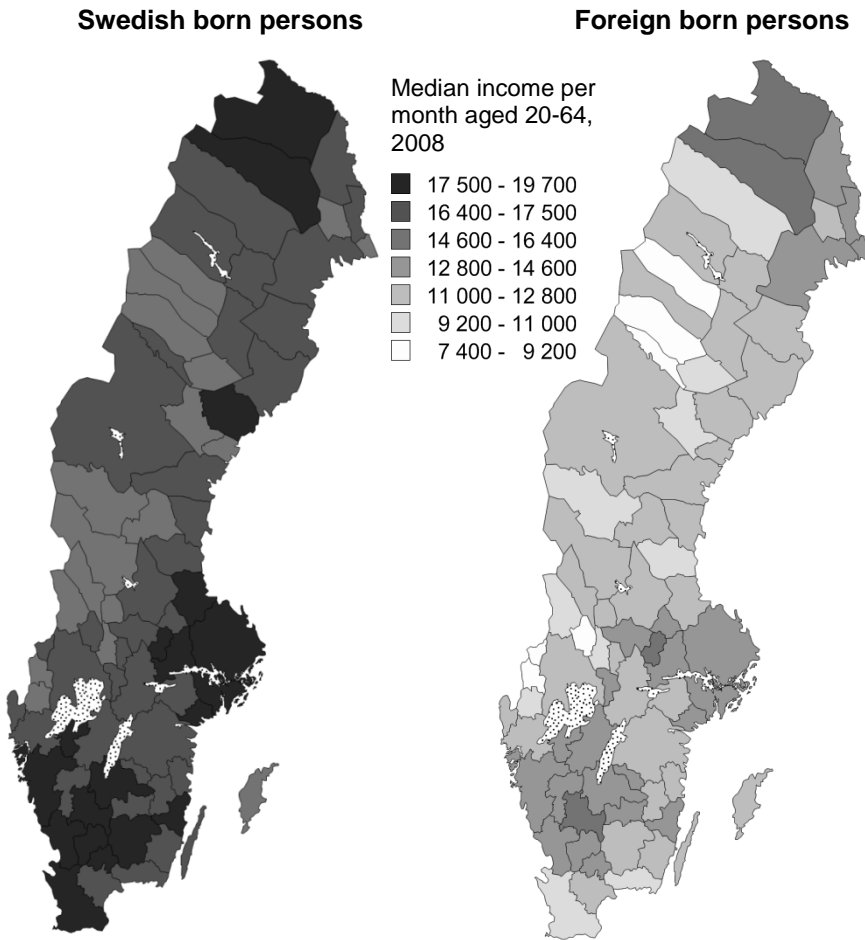 Swedish born persons
Foreign born persons
Median income per
month aged 20-64,
2008
17 500 - 19 700
16 400 - 17 500
14 600 - 16 400
12 800 - 14 600
11 000 - 12 800
9 200 - 11 000
7 400 - 9 200